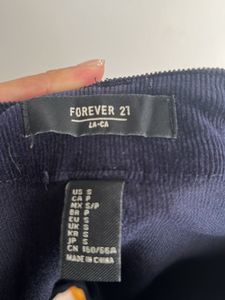 FOREVER 21
LA-CA
US S
CA P
MX S/P
BR P
EU S
UK S
KR S
JP S
CN 160/66A
MADE IN CHINA